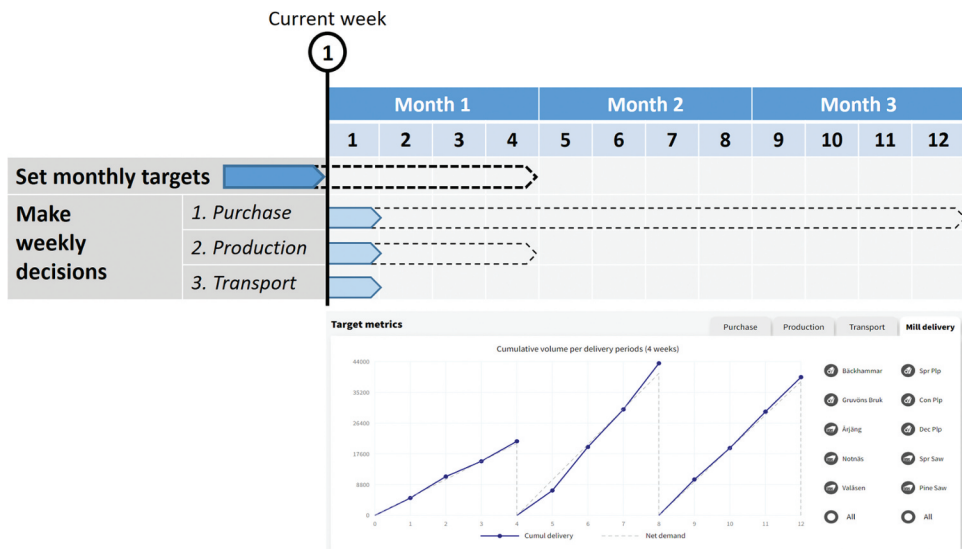 Current week
1
Month 1 Month 2 Month 3
1 2 3 4 5 6 7 8 9 10 11 12
Set monthly targets
Make weekly decisions
1. Purchase
2. Production
3. Transport
Target metrics
Purchase Production Transport Mill delivery
Cumulative volume per delivery periods (4 weeks)
44000
35200
26400
17600
8800
0
0 1 2 3 4 5 6 7 8 9 10 11 12
Cumul delivery Net demand
Bäckhammar Spr Plp
Gruvöns Bruk Con Plp
Årjäng Dec Plp
Notnäs Spr Saw
Valåsen Pine Saw
All All